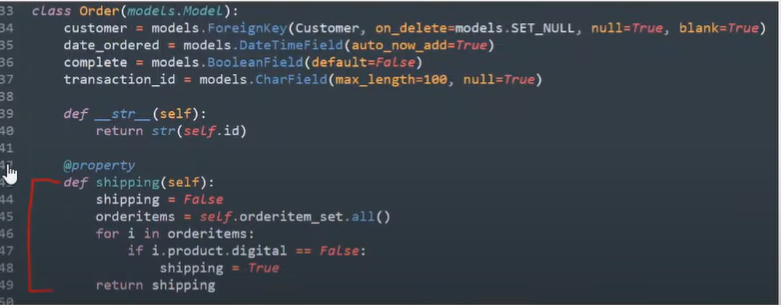 33 class Order(models.Model):
34     customer = models.ForeignKey(Customer, on_delete=models.SET_NULL, null=True, blank=True)
35     date_ordered = models.DateTimeField(auto_now_add=True)
36     complete = models.BooleanField(default=False)
37     transaction_id = models.CharField(max_length=100, null=True)
38
39     def __str__(self):
40         return str(self.id)
41
    @property
    def shipping(self):
44         shipping = False
45         orderitems = self.orderitem_set.all()
46         for i in orderitems:
47             if i.product.digital == False:
48                 shipping = True
49         return shipping
50